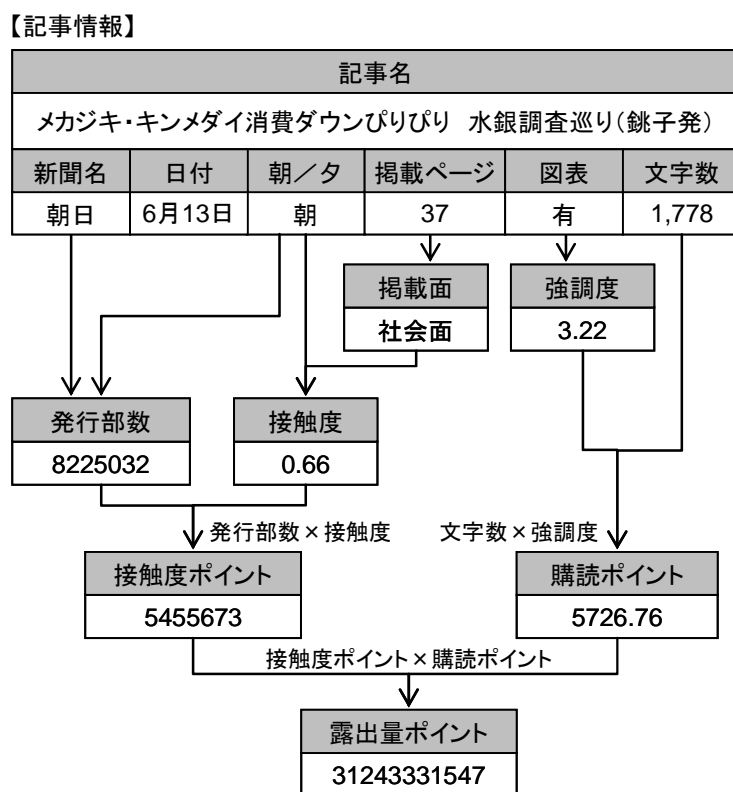 【記事情報】
記事名
メカジキ・キンメダイ消費ダウンぴりぴり 水銀調査巡り(銚子発)
新聞名 日付 朝／夕 掲載ページ 図表 文字数
朝日 6月13日 朝 37 有 1,778
掲載面 強調度
社会面 3.22
発行部数 接触度
8225032 0.66
発行部数×接触度 文字数×強調度
接触度ポイント 購読ポイント
5455673 5726.76
接触度ポイント×購読ポイント
露出量ポイント
31243331547